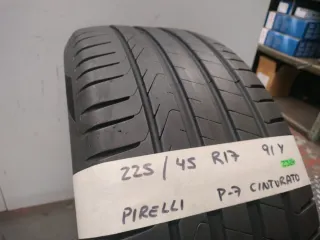 225 / 45 R17 91Y
PIRELLI P-7 CINTURATO